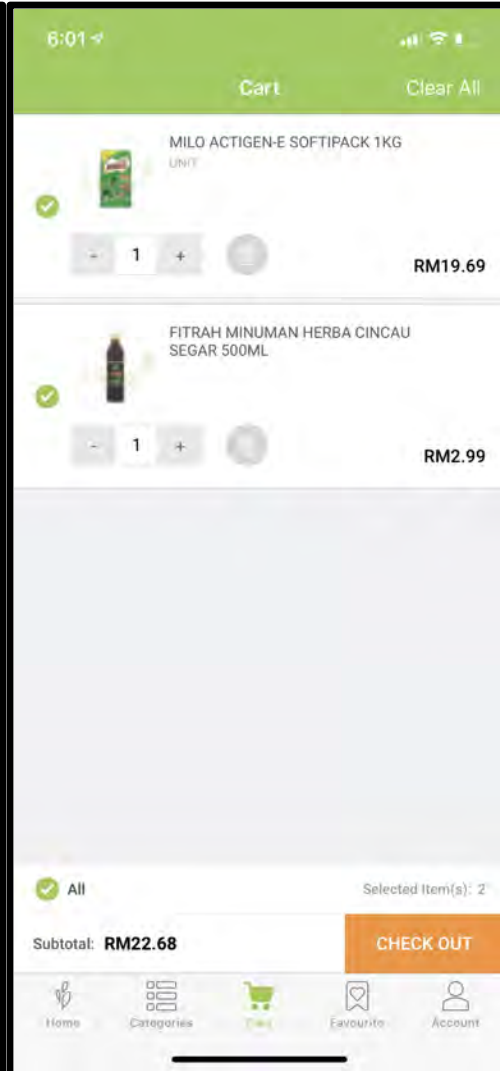 6:01
Cart
Clear All
MILO ACTIGEN-E SOFTIPACK 1KG
UNIT
- 1 +
RM19.69
FITRAH MINUMAN HERBA CINCAU
SEGAR 500ML
- 1 +
RM2.99
All
Selected Item(s): 2
Subtotal: RM22.68
CHECK OUT
Home
Categories
Cart
Favourite
Account